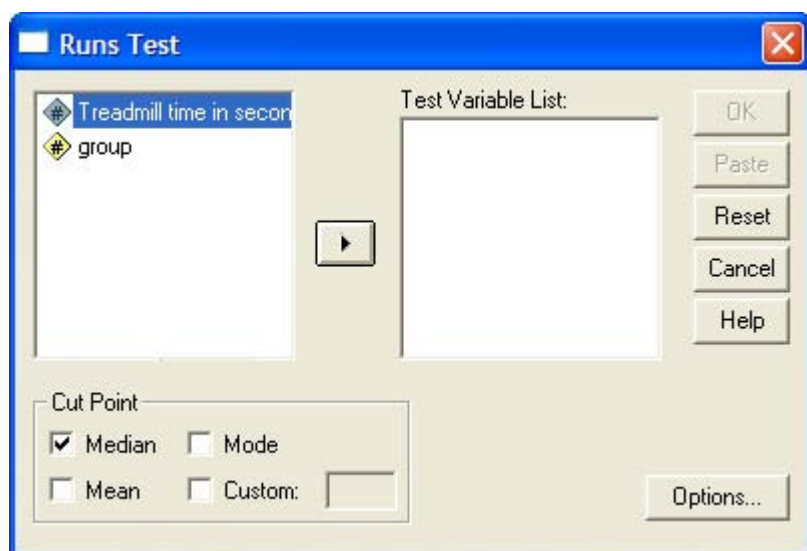 Runs Test
Treadmill time in secon
group
Test Variable List:
OK
Paste
Reset
Cancel
Help
Cut Point
Median
Mode
Mean
Custom:
Options...